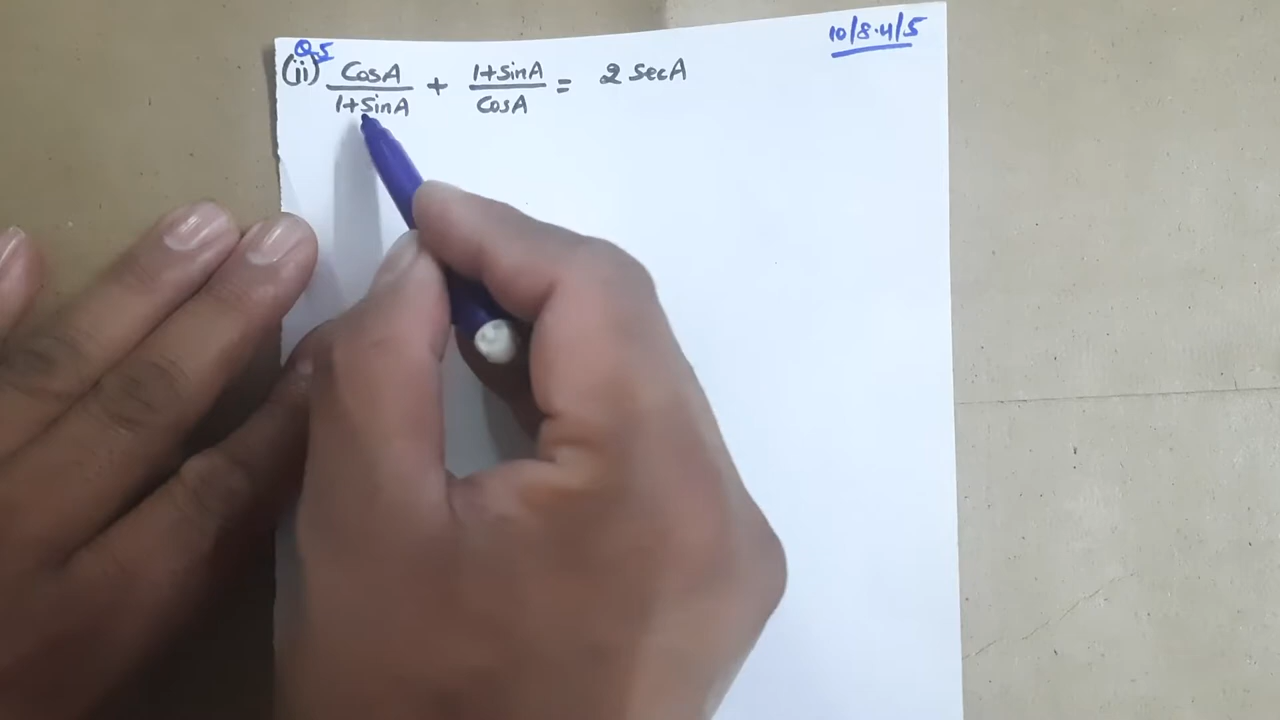 10/8.4/5
Q.5
(ii) CosA/1+SinA + 1+SinA/CosA = 2 SecA